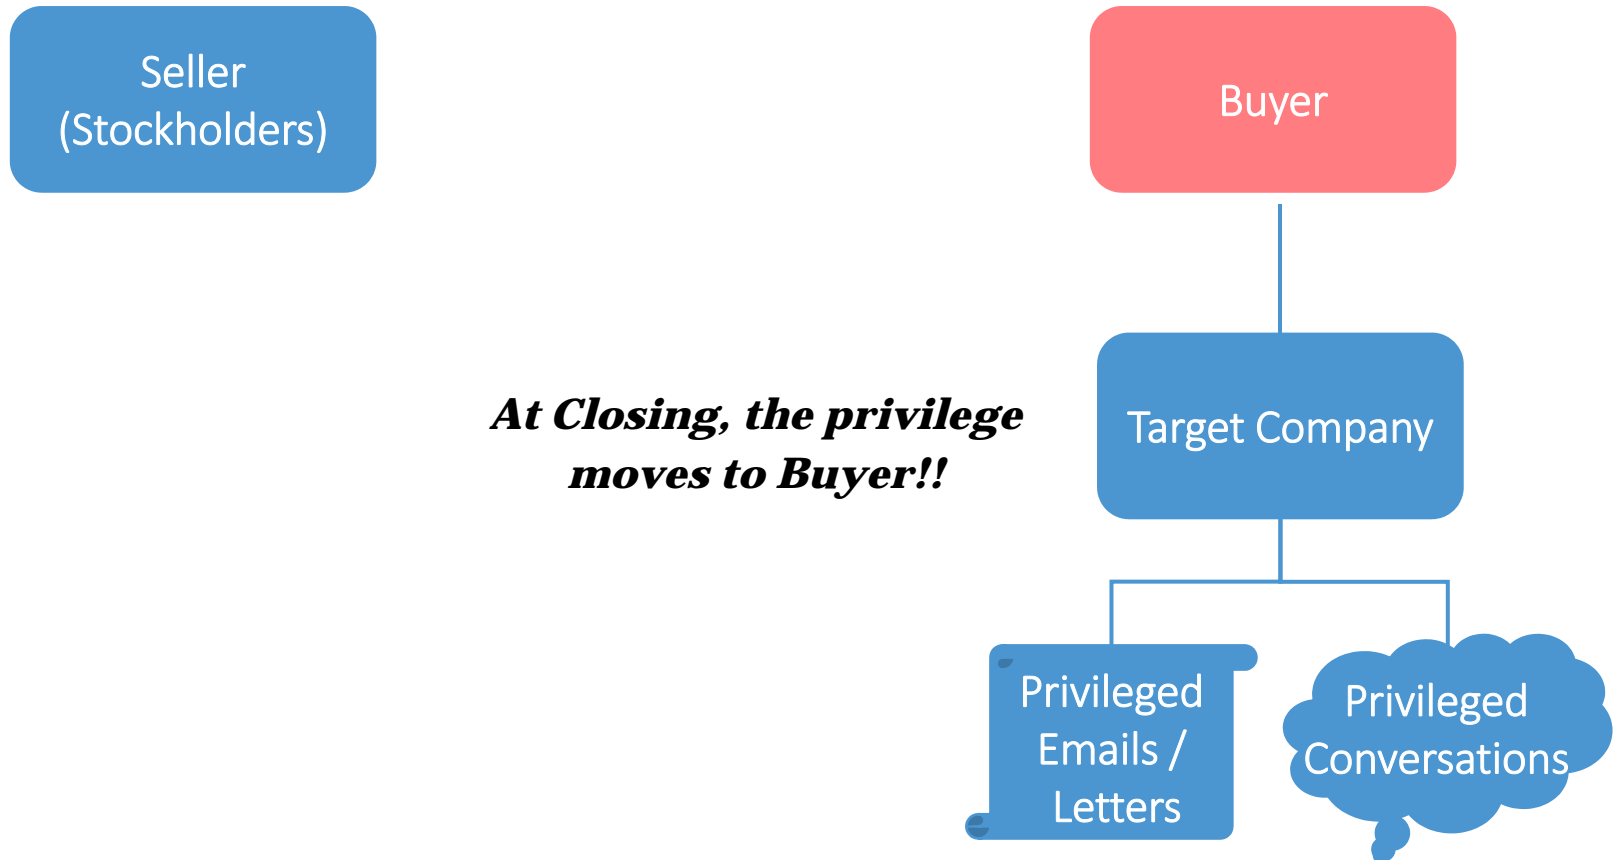 Seller
(Stockholders)
Buyer
At Closing, the privilege
moves to Buyer!!
Target Company
Privileged
Emails /
Letters
Privileged
Conversations